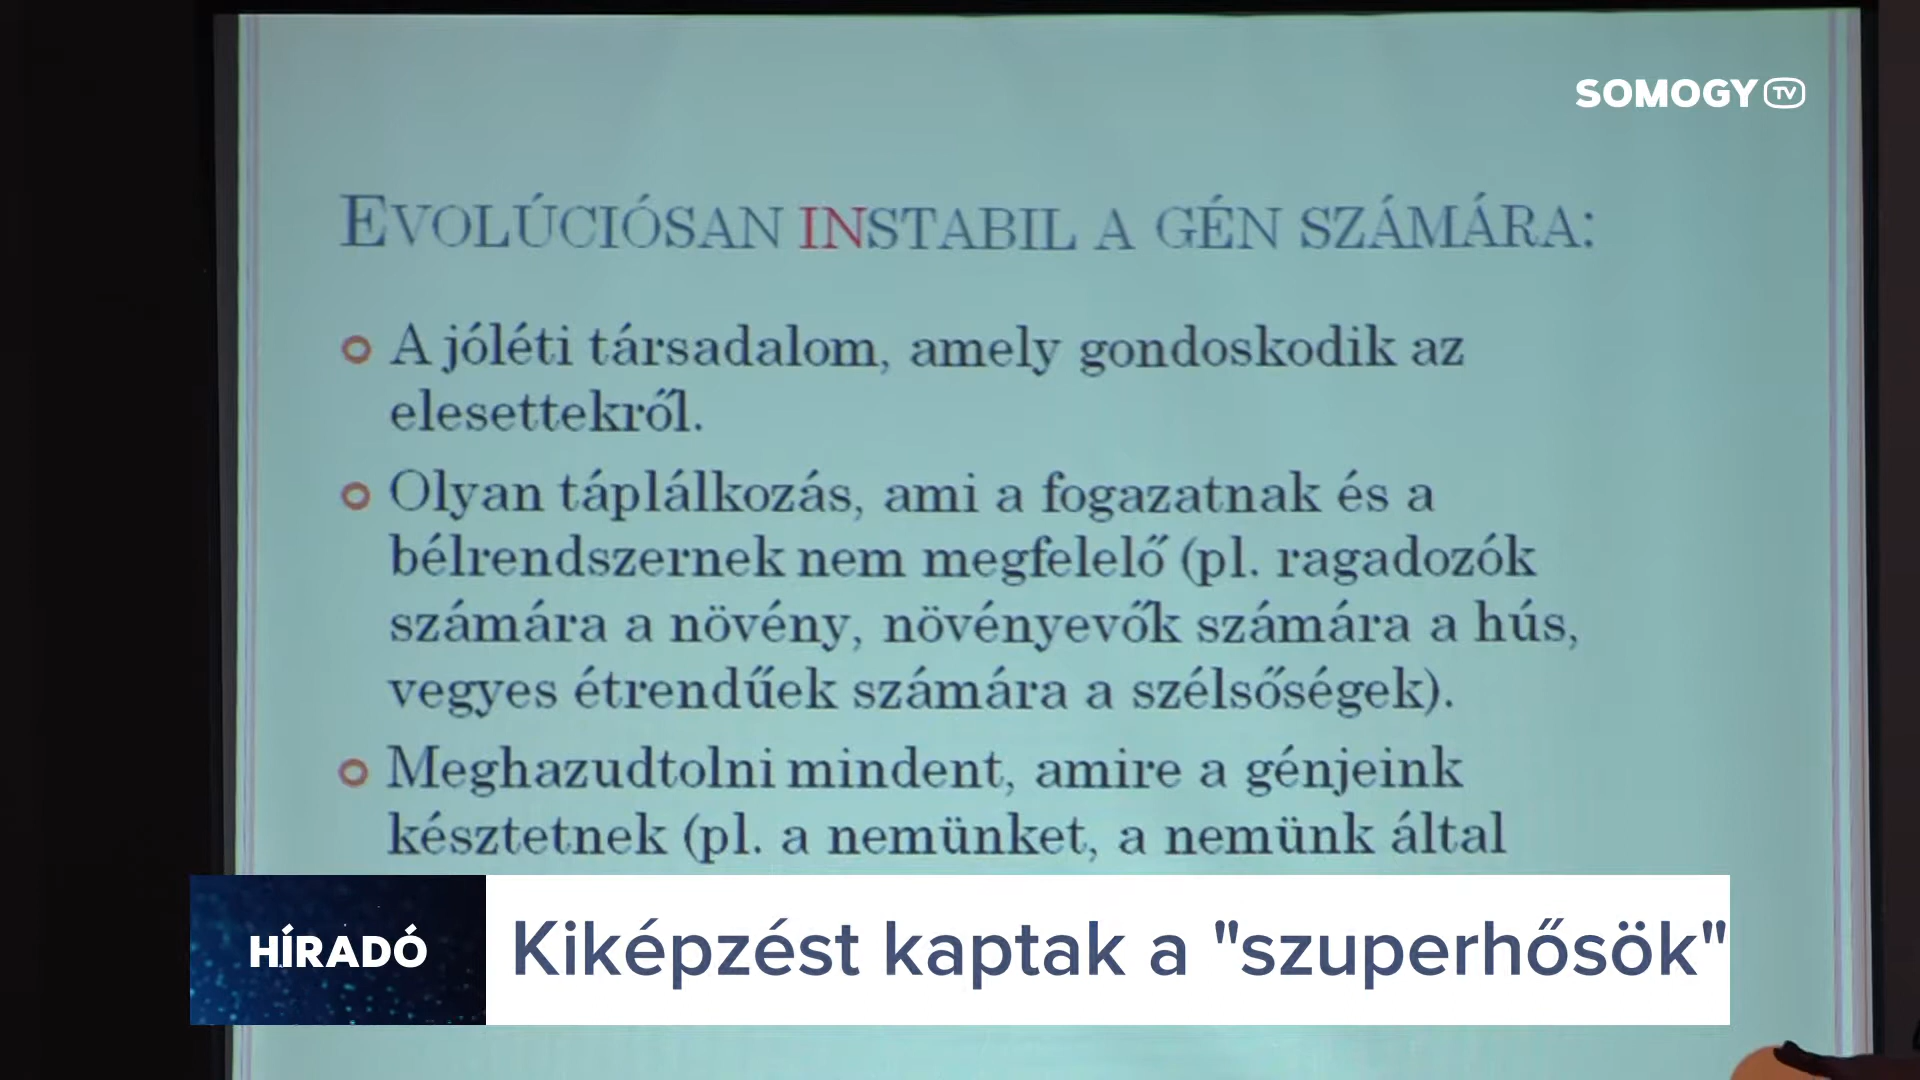 SOMOGY TV
EVOLÚCIÓSAN INSTABIL A GÉN SZÁMÁRA:
A jóléti társadalom, amely gondoskodik az
elesettekről.
Olyan táplálkozás, ami a fogazatnak és a
bélrendszernek nem megfelelő (pl. ragadozók
számára a növény, növényevők számára a hús,
vegyes étrendűek számára a szélsőségek).
Meghazudtolni mindent, amire a génjeink
késztetnek (pl. a nemünket, a nemünk által
HÍRADÓ
Kiképzést kaptak a "szuperhősök"